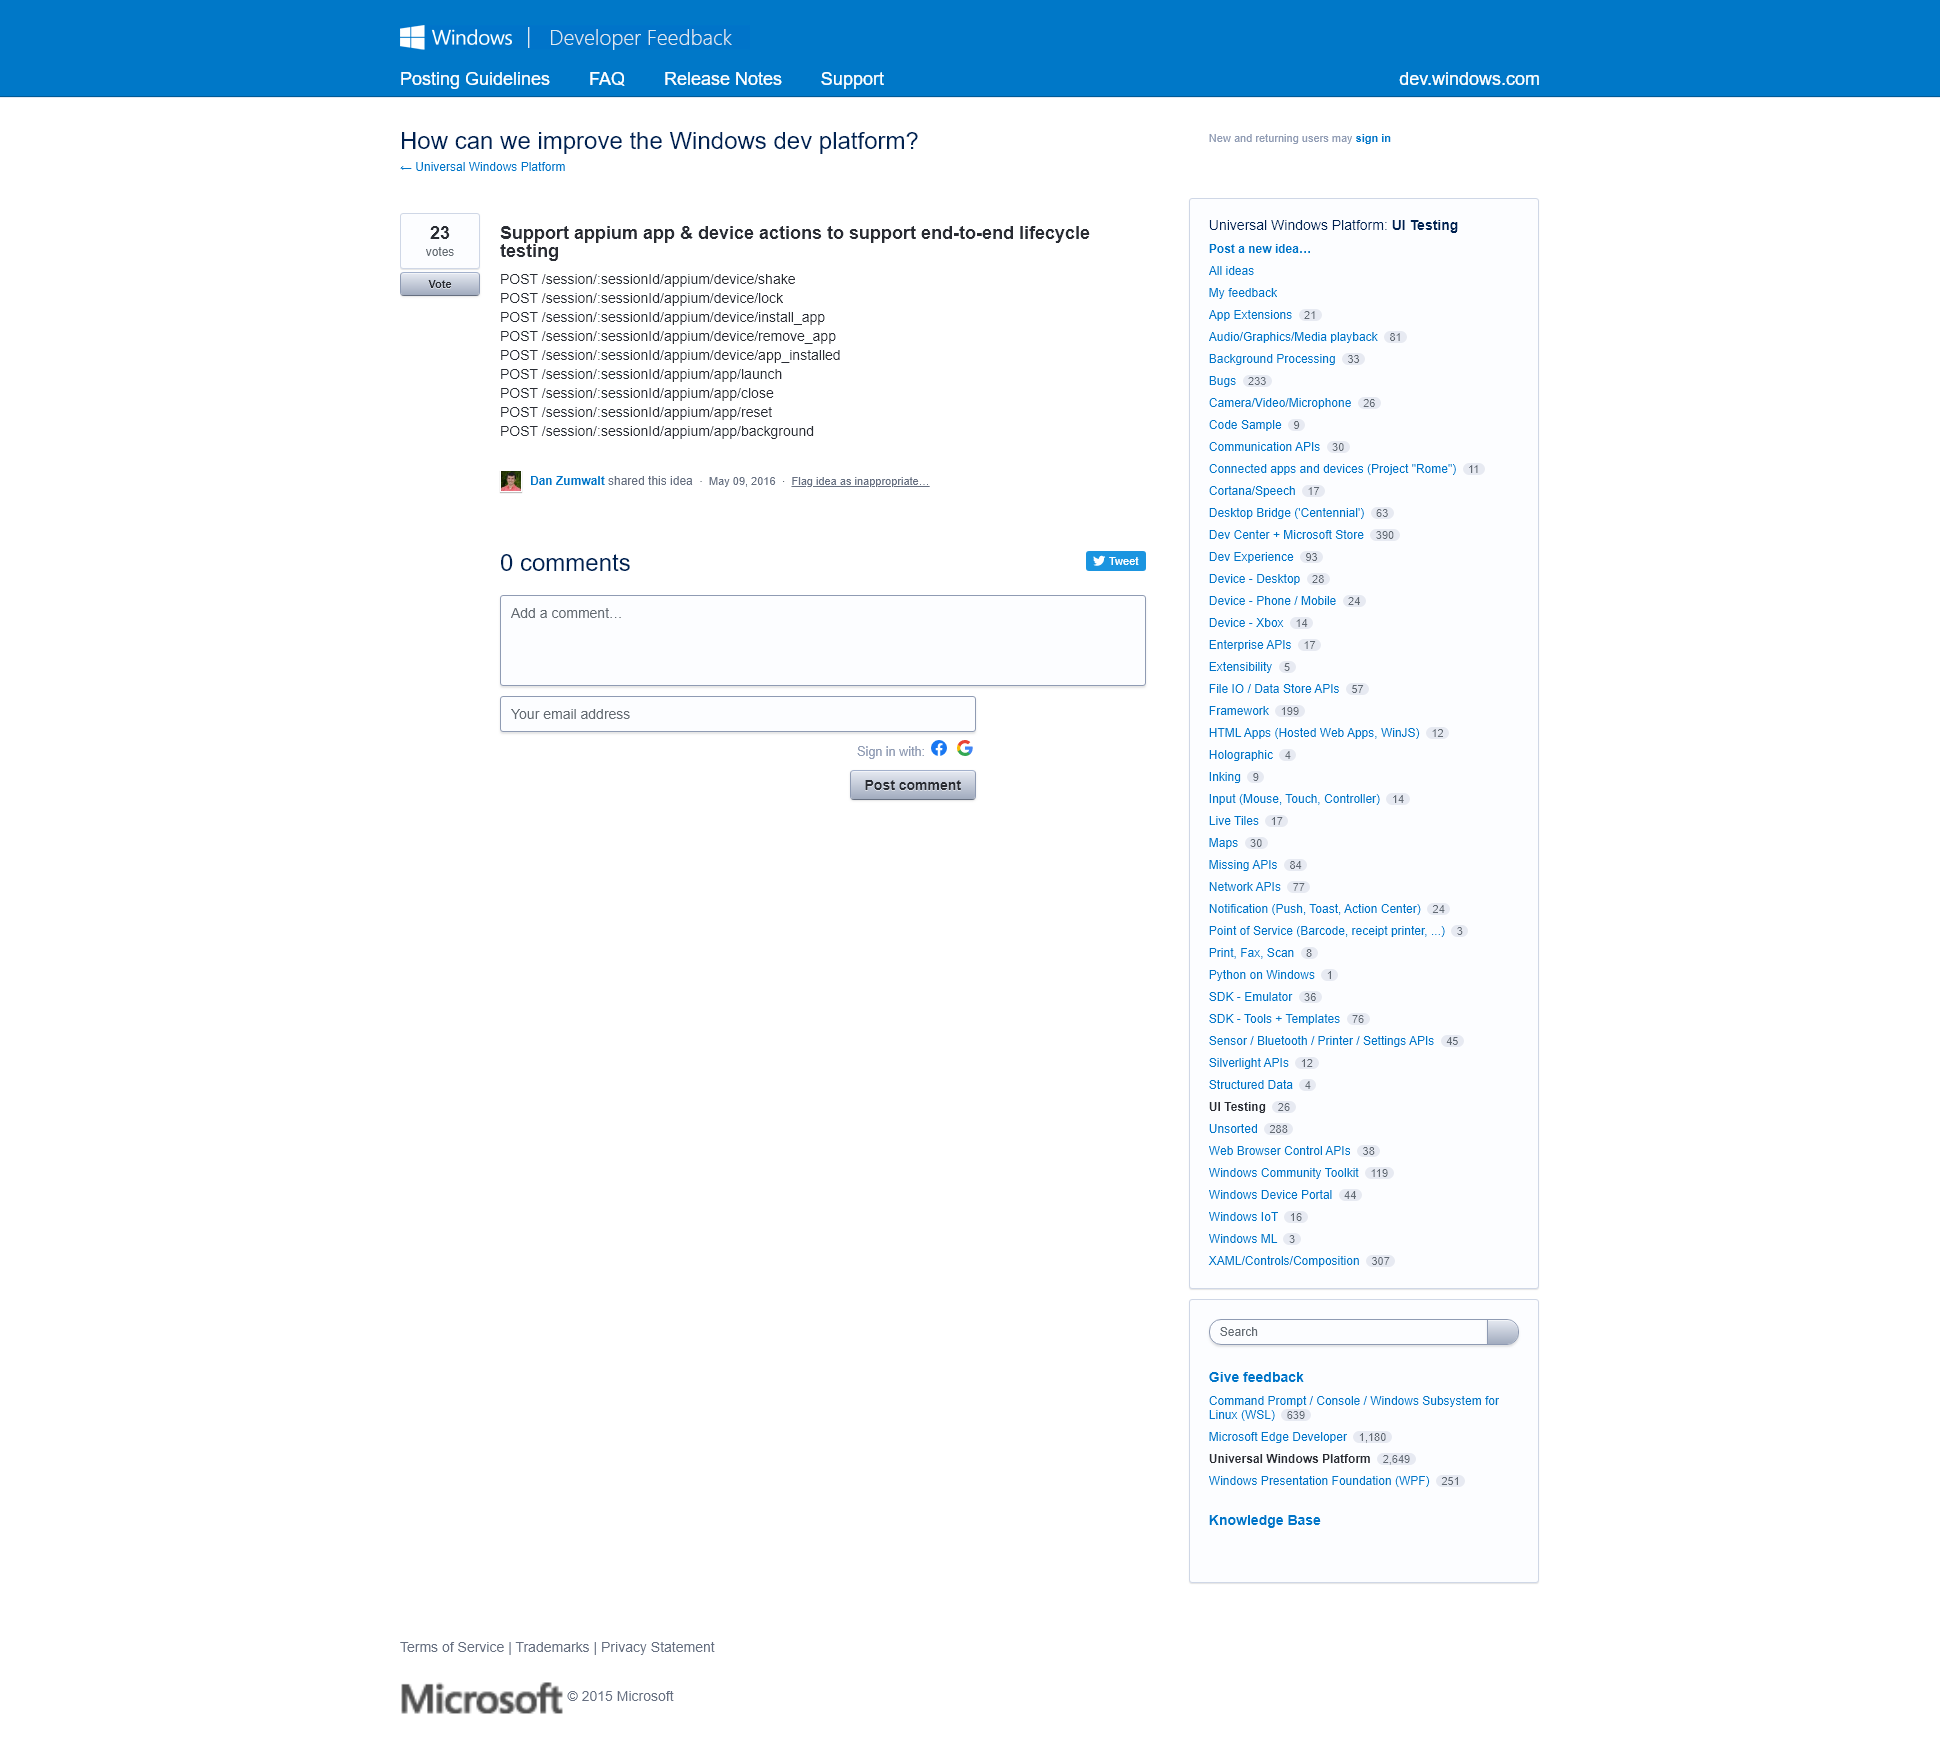 Windows | Developer Feedback
Posting Guidelines FAQ Release Notes Support dev.windows.com
How can we improve the Windows dev platform?
← Universal Windows Platform
New and returning users may sign in
23
votes
Vote
Support appium app & device actions to support end-to-end lifecycle
testing
POST /session/:sessionId/appium/device/shake
POST /session/:sessionId/appium/device/lock
POST /session/:sessionId/appium/device/install_app
POST /session/:sessionId/appium/device/remove_app
POST /session/:sessionId/appium/device/app_installed
POST /session/:sessionId/appium/app/launch
POST /session/:sessionId/appium/app/close
POST /session/:sessionId/appium/app/reset
POST /session/:sessionId/appium/app/background
Dan Zumwalt shared this idea · May 09, 2016 · Flag idea as inappropriate…
0 comments
Tweet
Add a comment…
Your email address
Sign in with:
Post comment
Universal Windows Platform: UI Testing
Post a new idea…
All ideas
My feedback
App Extensions 21
Audio/Graphics/Media playback 81
Background Processing 33
Bugs 233
Camera/Video/Microphone 26
Code Sample 9
Communication APIs 30
Connected apps and devices (Project "Rome") 11
Cortana/Speech 17
Desktop Bridge ('Centennial') 63
Dev Center + Microsoft Store 390
Dev Experience 93
Device - Desktop 28
Device - Phone / Mobile 24
Device - Xbox 14
Enterprise APIs 17
Extensibility 5
File IO / Data Store APIs 57
Framework 199
HTML Apps (Hosted Web Apps, WinJS) 12
Holographic 4
Inking 9
Input (Mouse, Touch, Controller) 14
Live Tiles 17
Maps 30
Missing APIs 84
Network APIs 77
Notification (Push, Toast, Action Center) 24
Point of Service (Barcode, receipt printer, ...) 3
Print, Fax, Scan 8
Python on Windows 1
SDK - Emulator 36
SDK - Tools + Templates 76
Sensor / Bluetooth / Printer / Settings APIs 45
Silverlight APIs 12
Structured Data 4
UI Testing 26
Unsorted 288
Web Browser Control APIs 38
Windows Community Toolkit 119
Windows Device Portal 44
Windows IoT 16
Windows ML 3
XAML/Controls/Composition 307
Search
Give feedback
Command Prompt / Console / Windows Subsystem for
Linux (WSL) 639
Microsoft Edge Developer 1,180
Universal Windows Platform 2,649
Windows Presentation Foundation (WPF) 251
Knowledge Base
Terms of Service | Trademarks | Privacy Statement
Microsoft © 2015 Microsoft